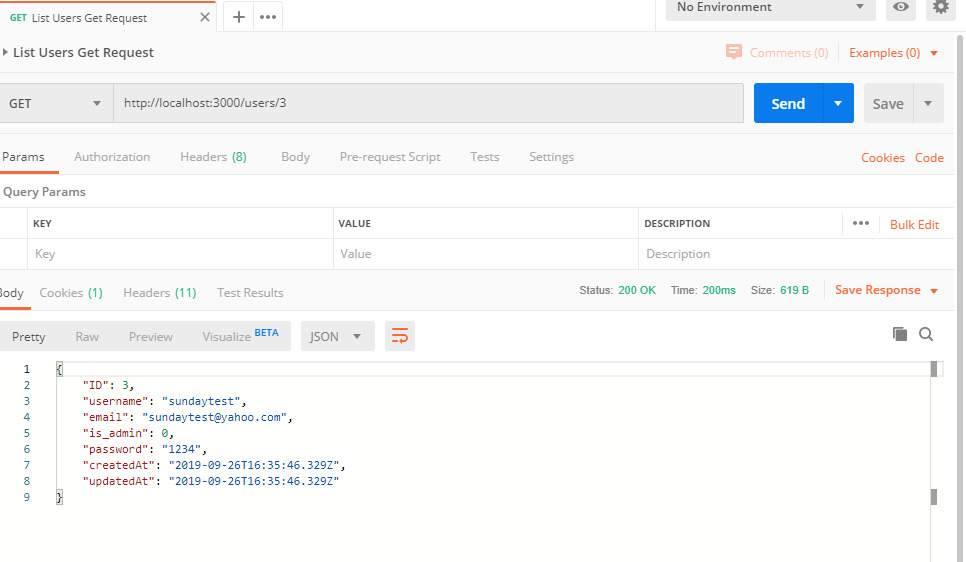 GET List Users Get Request
No Environment
List Users Get Request
Comments (0) Examples (0)
GET http://localhost:3000/users/3 Send Save
Params Authorization Headers (8) Body Pre-request Script Tests Settings Cookies Code
Query Params
KEY VALUE DESCRIPTION Bulk Edit
Key Value Description
Body Cookies (1) Headers (11) Test Results Status: 200 OK Time: 200ms Size: 619 B Save Response
Pretty Raw Preview Visualize BETA JSON
1 {
2 "ID": 3,
3 "username": "sundaytest",
4 "email": "sundaytest@yahoo.com",
5 "is_admin": 0,
6 "password": "1234",
7 "createdAt": "2019-09-26T16:35:46.329Z",
8 "updatedAt": "2019-09-26T16:35:46.329Z"
9 }